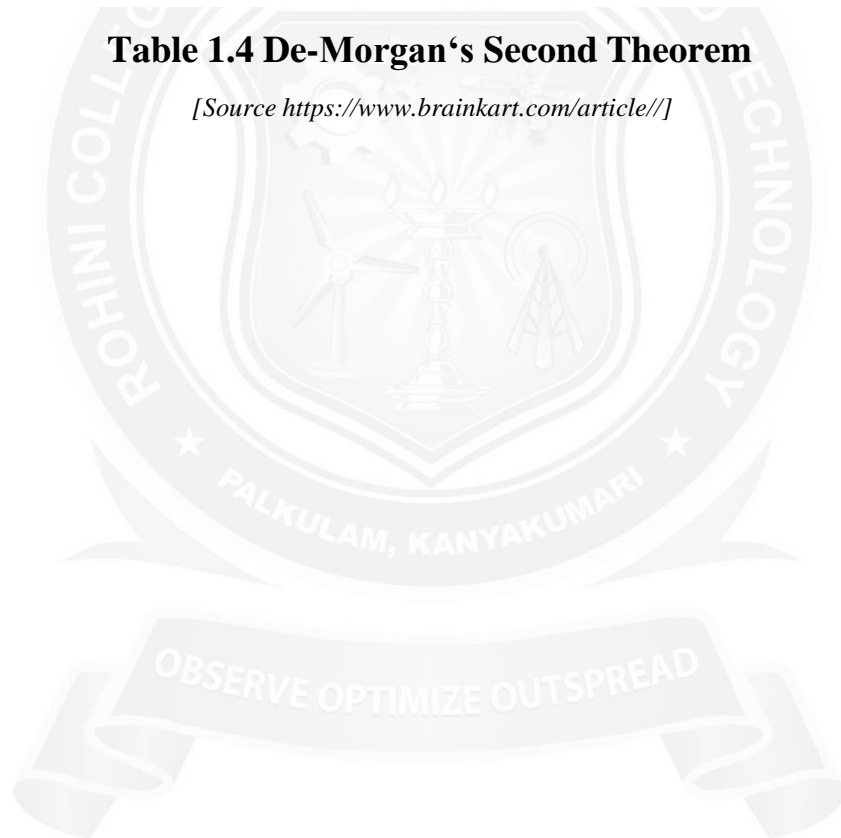 Table 1.4 De-Morgan‘s Second Theorem
[Source https://www.brainkart.com/article//]
ROHINI COLLEG
TECHNOLOGY
PALKULAM, KANYAKUMARI
OBSERVE OPTIMIZE OUTSPREAD